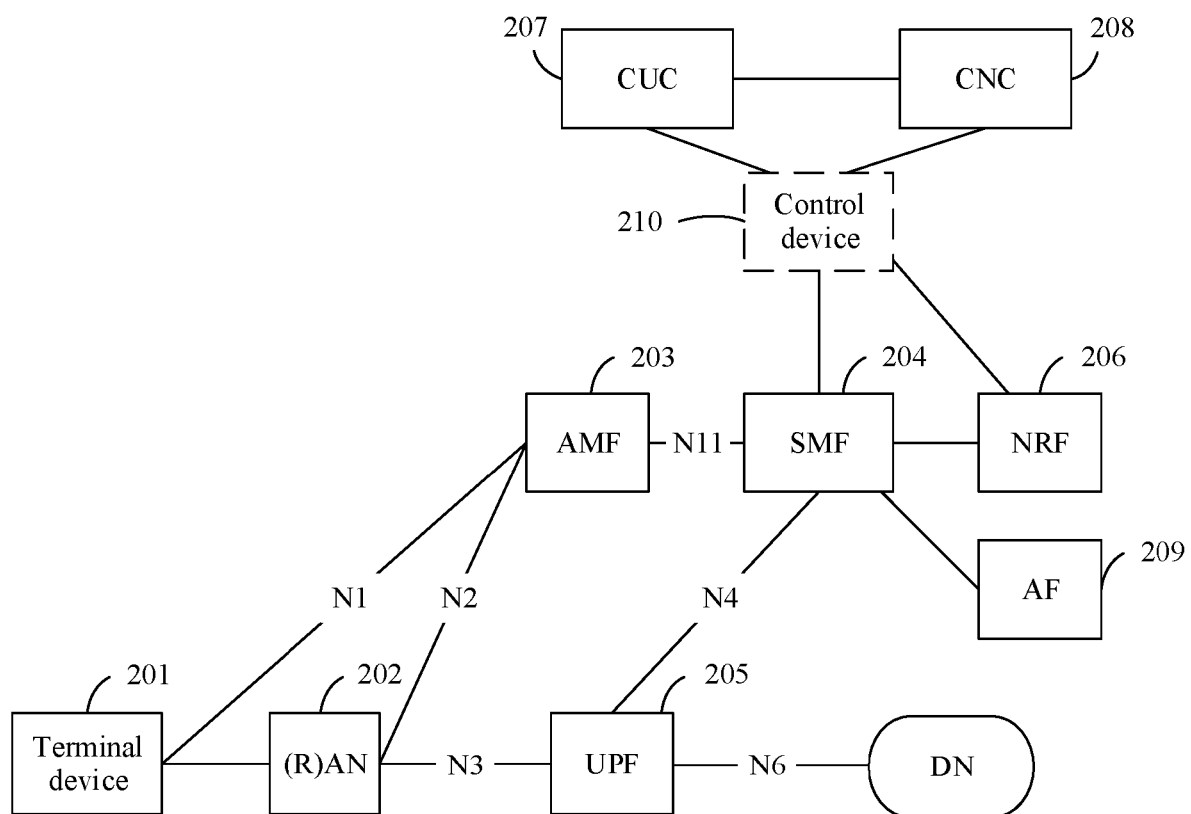 207
CUC
CNC
208
210
Control
device
203
204
206
AMF
N11
SMF
NRF
209
AF
N1
N2
N4
201
202
205
Terminal
device
(R)AN
N3
UPF
N6
DN